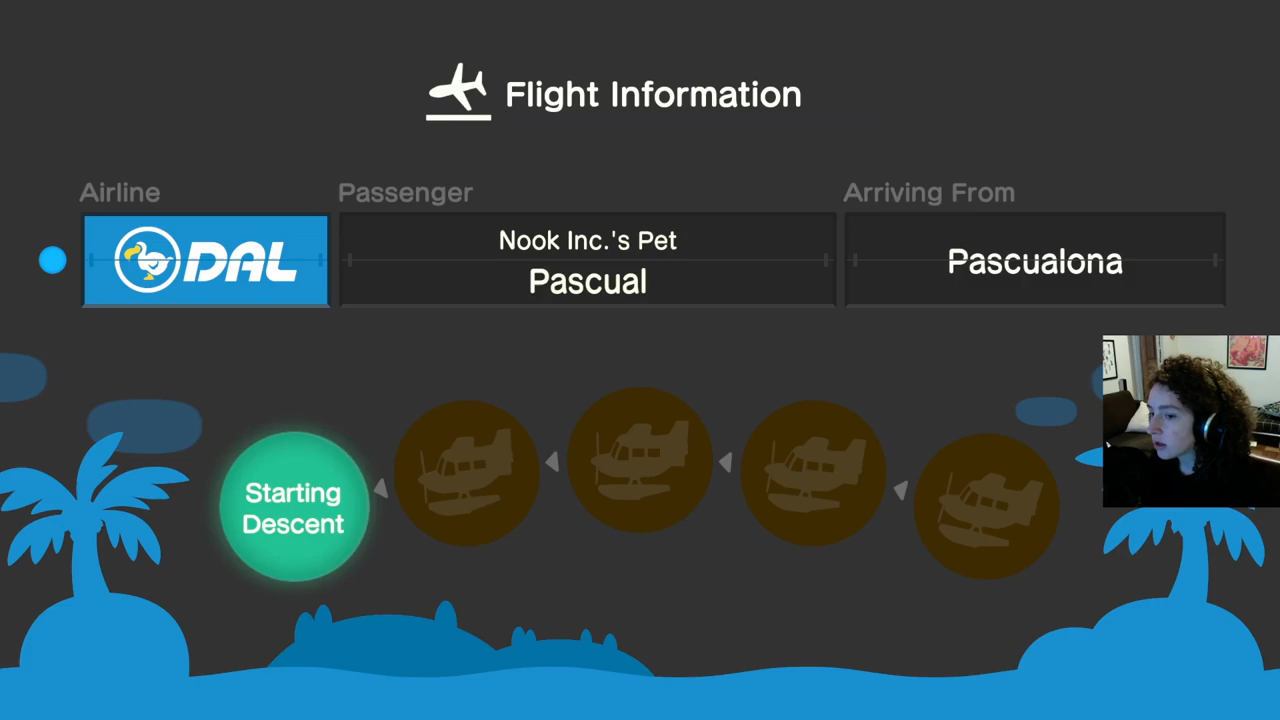 Flight Information
Airline
Passenger
Arriving From
DAL
Nook Inc.'s Pet
Pascual
Pascualona
Starting
Descent